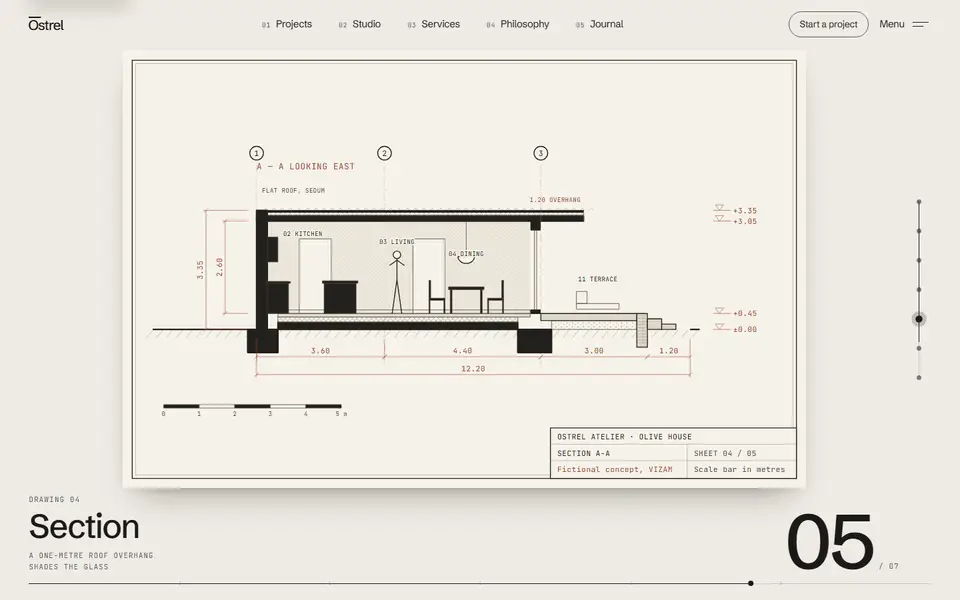 Ōstrel
01 Projects
02 Studio
03 Services
04 Philosophy
05 Journal
Start a project
Menu
1
2
3
A — A LOOKING EAST
FLAT ROOF, SEDUM
1.20 OVERHANG
+3.35
+3.05
02 KITCHEN
03 LIVING
04 DINING
3.35
2.60
11 TERRACE
+0.45
±0.00
3.60
4.40
3.00
1.20
12.20
0 1 2 3 4 5 m
OSTREL ATELIER · OLIVE HOUSE
SECTION A-A
SHEET 04 / 05
Fictional concept, VIZAM
Scale bar in metres
DRAWING 04
Section
A ONE-METRE ROOF OVERHANG
SHADES THE GLASS
05 / 07